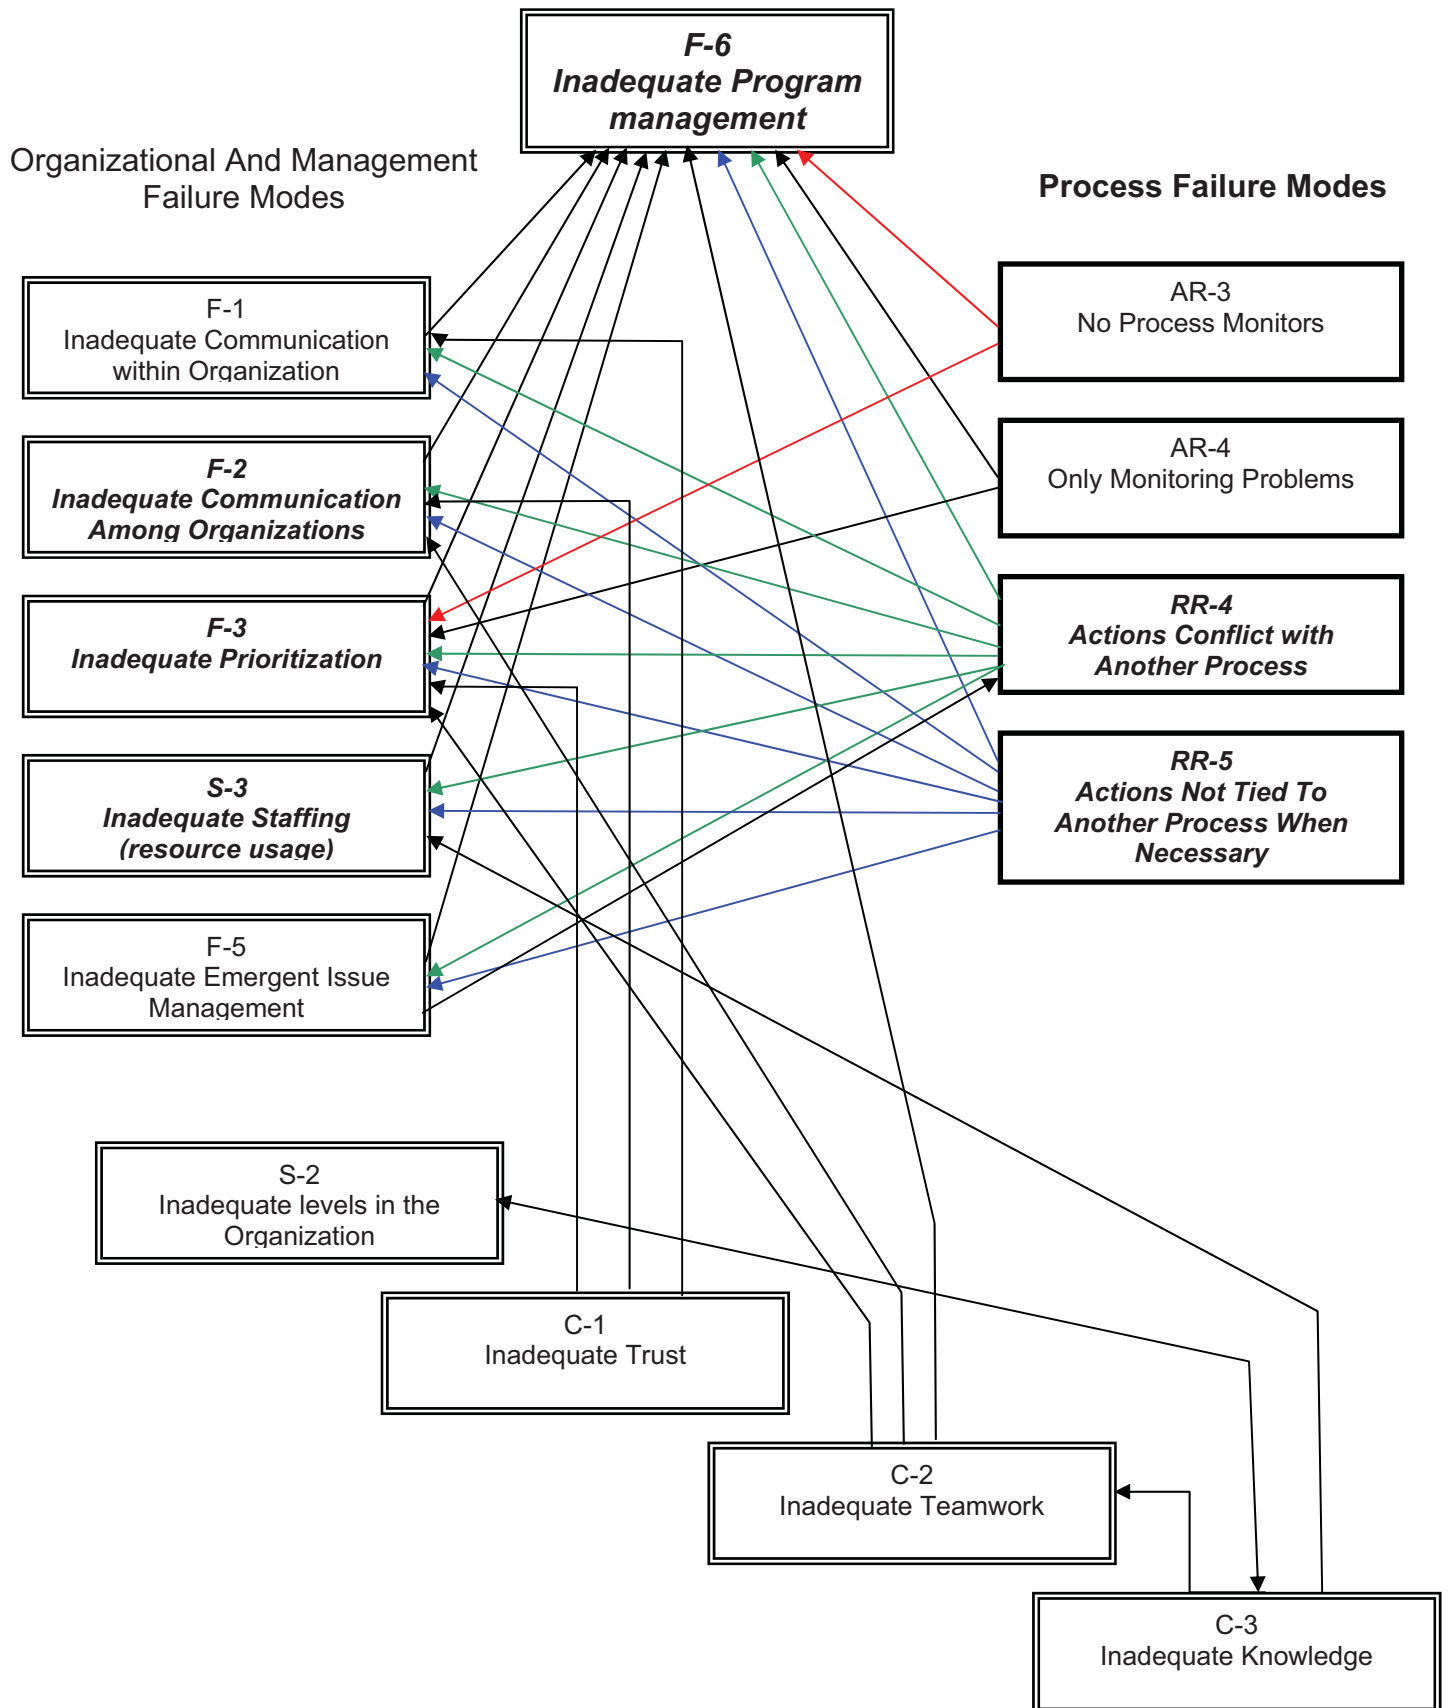 F-6
Inadequate Program
management
Organizational And Management
Failure Modes
Process Failure Modes
F-1
Inadequate Communication
within Organization
F-2
Inadequate Communication
Among Organizations
F-3
Inadequate Prioritization
S-3
Inadequate Staffing
(resource usage)
F-5
Inadequate Emergent Issue
Management
AR-3
No Process Monitors
AR-4
Only Monitoring Problems
RR-4
Actions Conflict with
Another Process
RR-5
Actions Not Tied To
Another Process When
Necessary
S-2
Inadequate levels in the
Organization
C-1
Inadequate Trust
C-2
Inadequate Teamwork
C-3
Inadequate Knowledge